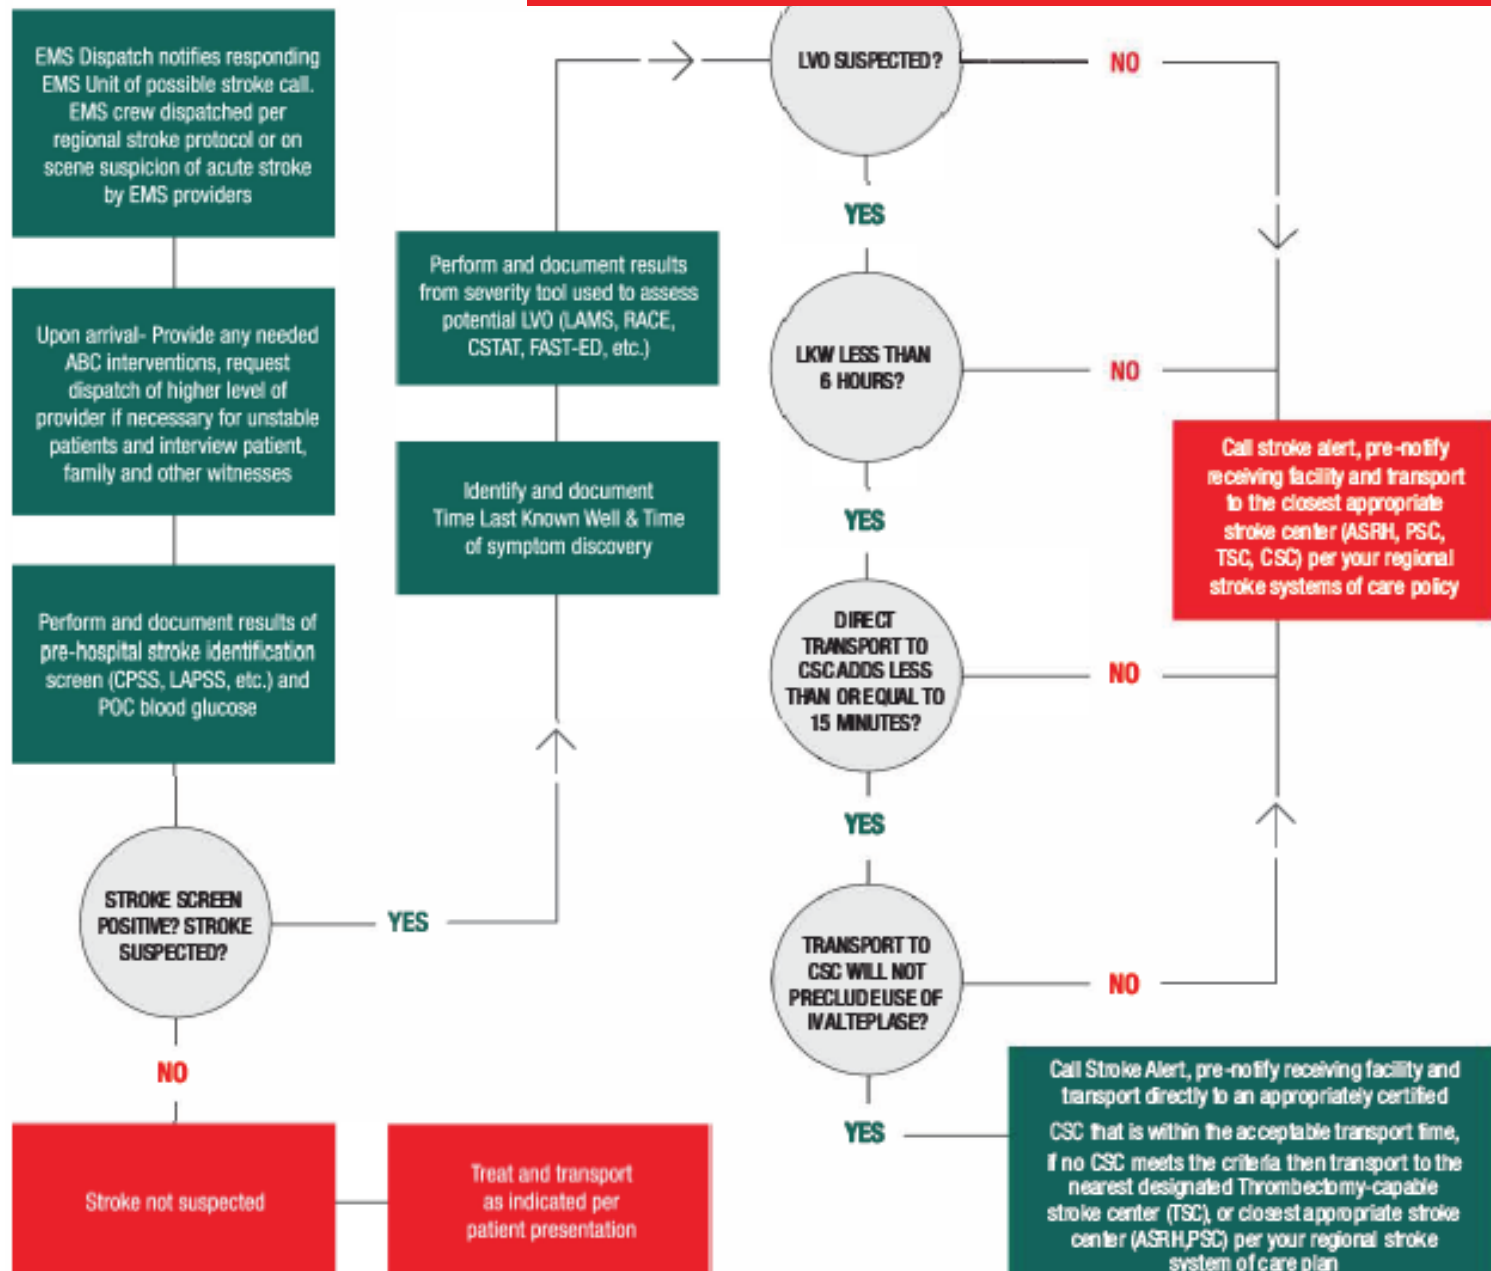 EMS Dispatch notifies responding
EMS Unit of possible stroke call.
EMS crew dispatched per
regional stroke protocol or on
scene suspicion of acute stroke
by EMS providers
Upon arrival- Provide any needed
ABC interventions, request
dispatch of higher level of
provider if necessary for unstable
patients and interview patient,
family and other witnesses
Perform and document results of
pre-hospital stroke identification
screen (CPSS, LAPSS, etc.) and
POC blood glucose
STROKE SCREEN
POSITIVE? STROKE
SUSPECTED?
YES
NO
Stroke not suspected
Treat and transport
as indicated per
patient presentation
Identify and document
Time Last Known Well & Time
of symptom discovery
Perform and document results
from severity tool used to assess
potential LVO (LAMS, RACE,
CSTAT, FAST-ED, etc.)
LVO SUSPECTED?
NO
YES
LKW LESS THAN
6 HOURS?
NO
YES
DIRECT
TRANSPORT TO
CSC ADDS LESS
THAN OR EQUAL TO
15 MINUTES?
NO
YES
TRANSPORT TO
CSC WILL NOT
PRECLUDE USE OF
IV ALTEPLASE?
NO
YES
Call stroke alert, pre-notify
receiving facility and transport
to the closest appropriate
stroke center (ASRH, PSC,
TSC, CSC) per your regional
stroke systems of care policy
Call Stroke Alert, pre-notify receiving facility and
transport directly to an appropriately certified
CSC that is within the acceptable transport time,
if no CSC meets the criteria then transport to the
nearest designated Thrombectomy-capable
stroke center (TSC), or closest appropriate stroke
center (ASRH,PSC) per your regional stroke
system of care plan